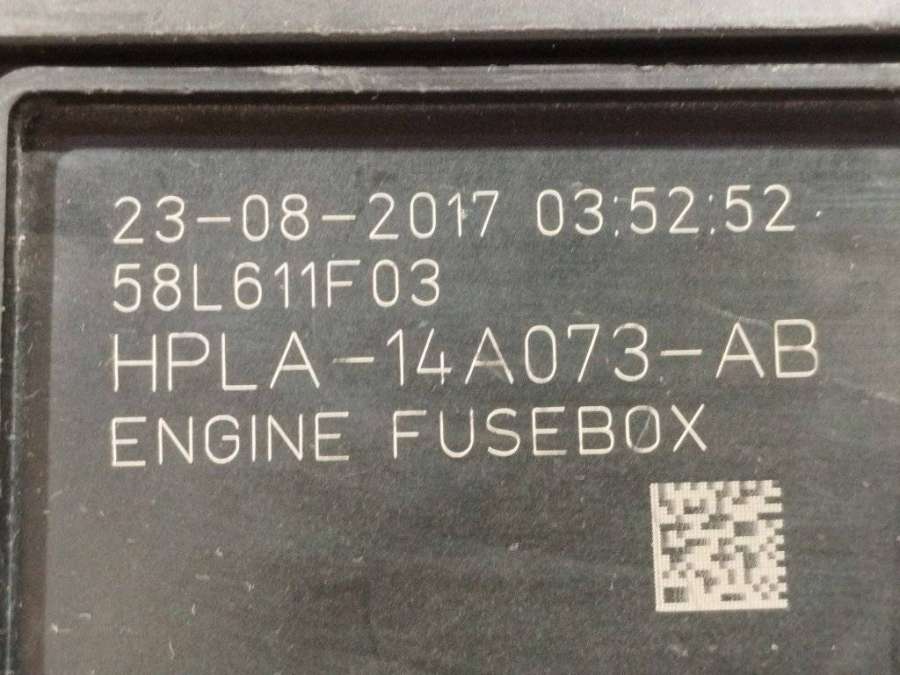 23-08-2017 03:52:52
58L611F03
HPLA-14A073-AB
ENGINE FUSEBOX